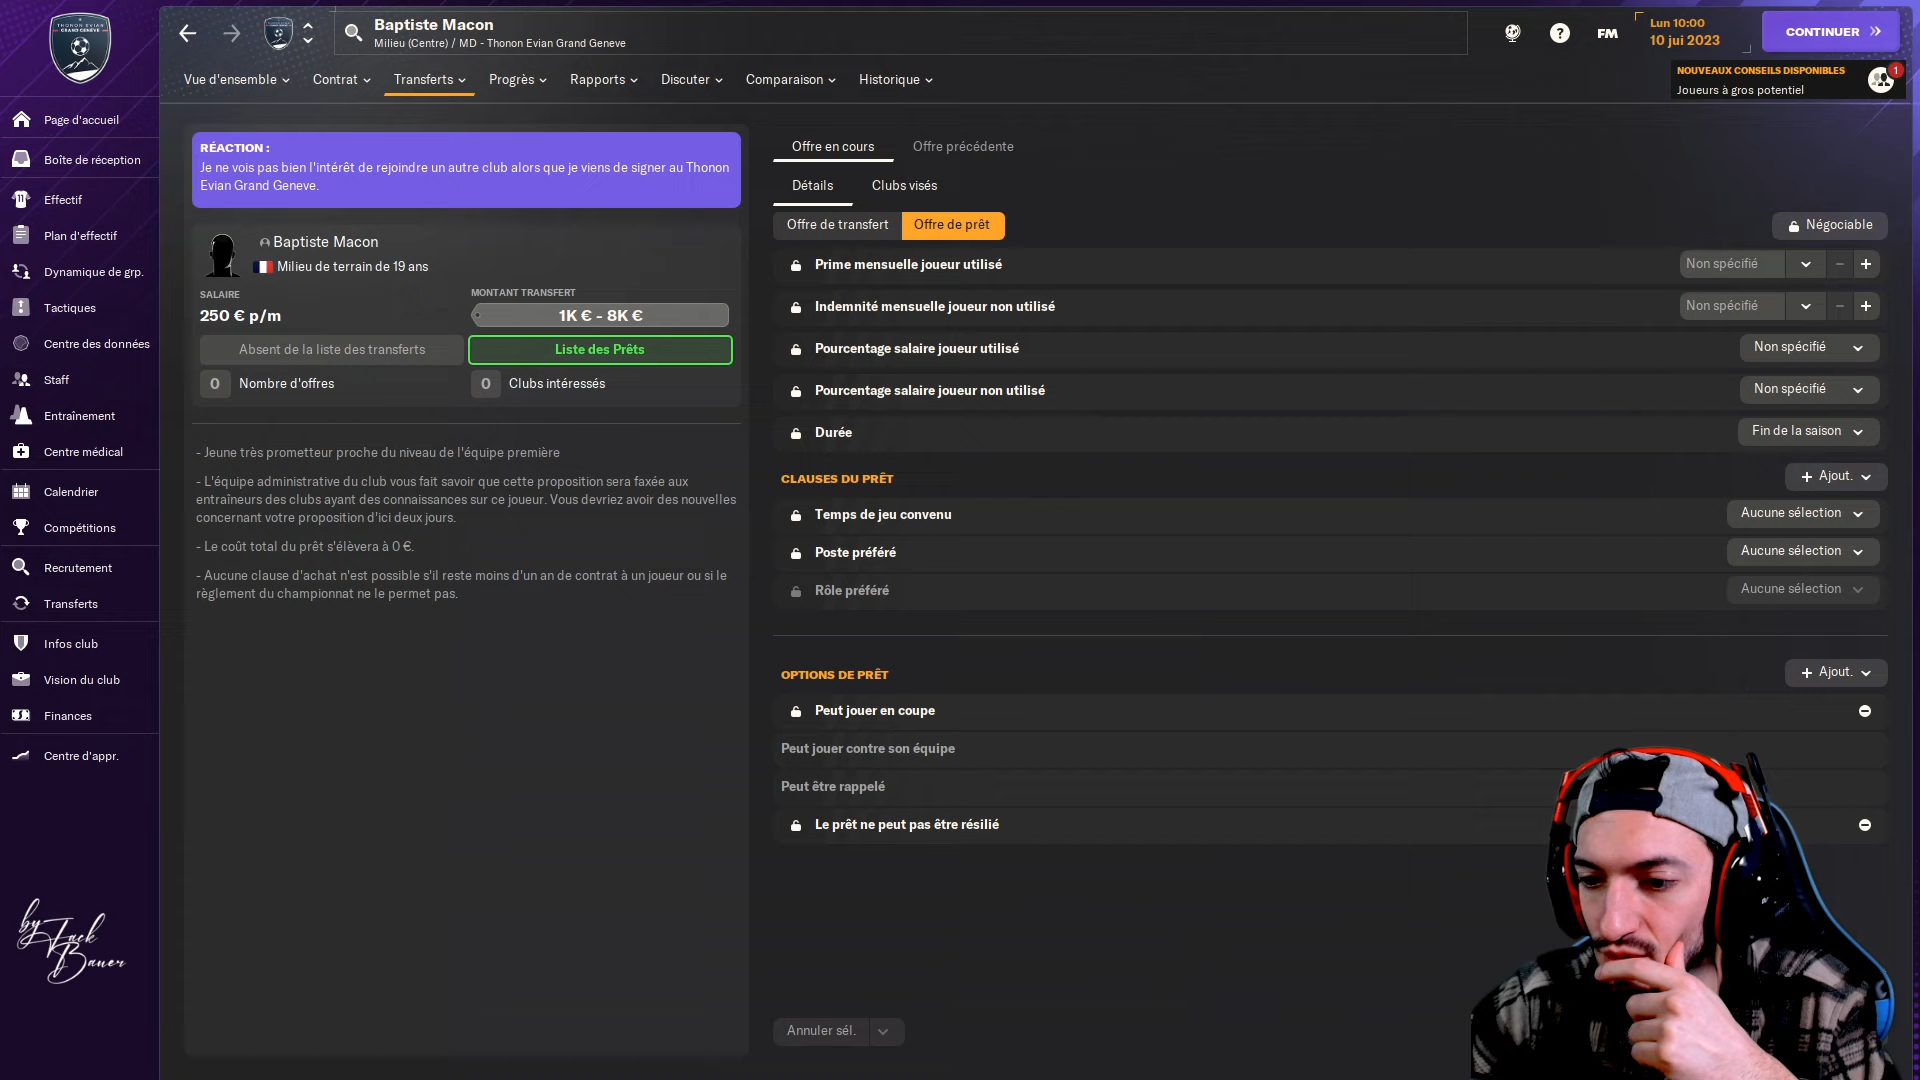 THONON EVIAN
GRAND GENEVE
Baptiste Macon
Milieu (Centre) / MD - Thonon Evian Grand Geneve
FM
Lun 10:00
10 jui 2023
CONTINUER
Vue d'ensemble
Contrat
Transferts
Progrès
Rapports
Discuter
Comparaison
Historique
NOUVEAUX CONSEILS DISPONIBLES
Joueurs à gros potentiel
1
Page d'accueil
Boîte de réception
Effectif
Plan d'effectif
Dynamique de grp.
Tactiques
Centre des données
Staff
Entraînement
Centre médical
Calendrier
Compétitions
Recrutement
Transferts
Infos club
Vision du club
Finances
Centre d'appr.
by Jack
Bauer
RÉACTION :
Je ne vois pas bien l'intérêt de rejoindre un autre club alors que je viens de signer au Thonon
Evian Grand Geneve.
Baptiste Macon
Milieu de terrain de 19 ans
SALAIRE
250 € p/m
MONTANT TRANSFERT
1K € - 8K €
Absent de la liste des transferts
Liste des Prêts
0 Nombre d'offres
0 Clubs intéressés
- Jeune très prometteur proche du niveau de l'équipe première
- L'équipe administrative du club vous fait savoir que cette proposition sera faxée aux
entraîneurs des clubs ayant des connaissances sur ce joueur. Vous devriez avoir des nouvelles
concernant votre proposition d'ici deux jours.
- Le coût total du prêt s'élèvera à 0 €.
- Aucune clause d'achat n'est possible s'il reste moins d'un an de contrat à un joueur ou si le
règlement du championnat ne le permet pas.
Offre en cours
Offre précédente
Détails
Clubs visés
Offre de transfert
Offre de prêt
Négociable
Prime mensuelle joueur utilisé
Non spécifié
Indemnité mensuelle joueur non utilisé
Non spécifié
Pourcentage salaire joueur utilisé
Non spécifié
Pourcentage salaire joueur non utilisé
Non spécifié
Durée
Fin de la saison
CLAUSES DU PRÊT
+ Ajout.
Temps de jeu convenu
Aucune sélection
Poste préféré
Aucune sélection
Rôle préféré
Aucune sélection
OPTIONS DE PRÊT
+ Ajout.
Peut jouer en coupe
Peut jouer contre son équipe
Peut être rappelé
Le prêt ne peut pas être résilié
Annuler sél.